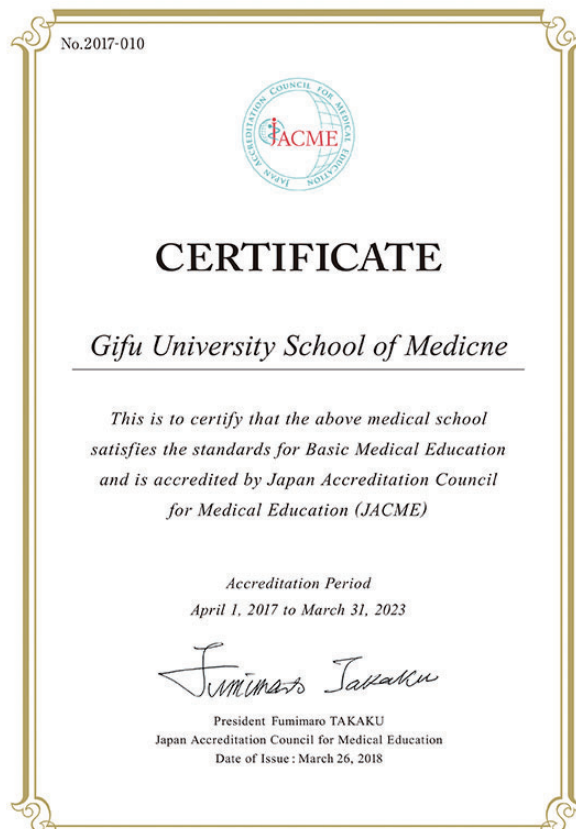 No.2017-010
JAPAN ACCREDITATION COUNCIL FOR MEDICAL EDUCATION
JACME
CERTIFICATE
Gifu University School of Medicne
This is to certify that the above medical school
satisfies the standards for Basic Medical Education
and is accredited by Japan Accreditation Council
for Medical Education (JACME)
Accreditation Period
April 1, 2017 to March 31, 2023
Fumimaro Takaku
President Fumimaro TAKAKU
Japan Accreditation Council for Medical Education
Date of Issue : March 26, 2018